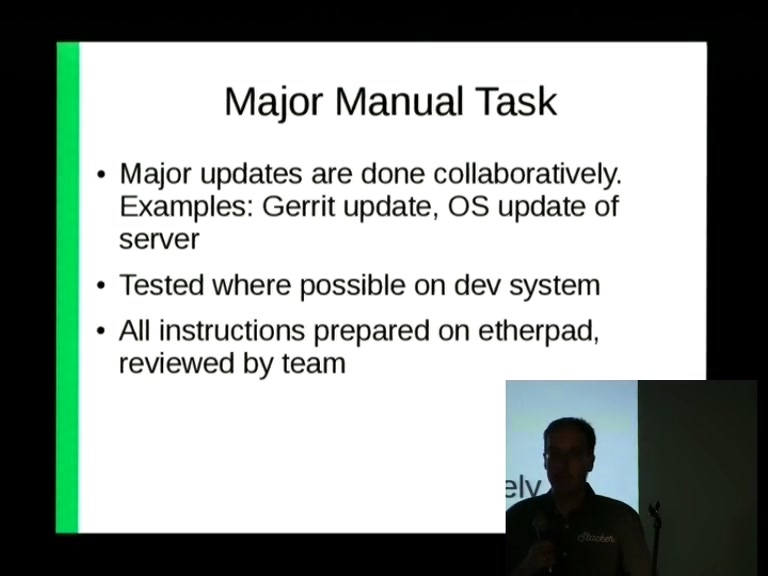 Major Manual Task
• Major updates are done collaboratively.
Examples: Gerrit update, OS update of
server
• Tested where possible on dev system
• All instructions prepared on etherpad,
reviewed by team
ely
Stacker